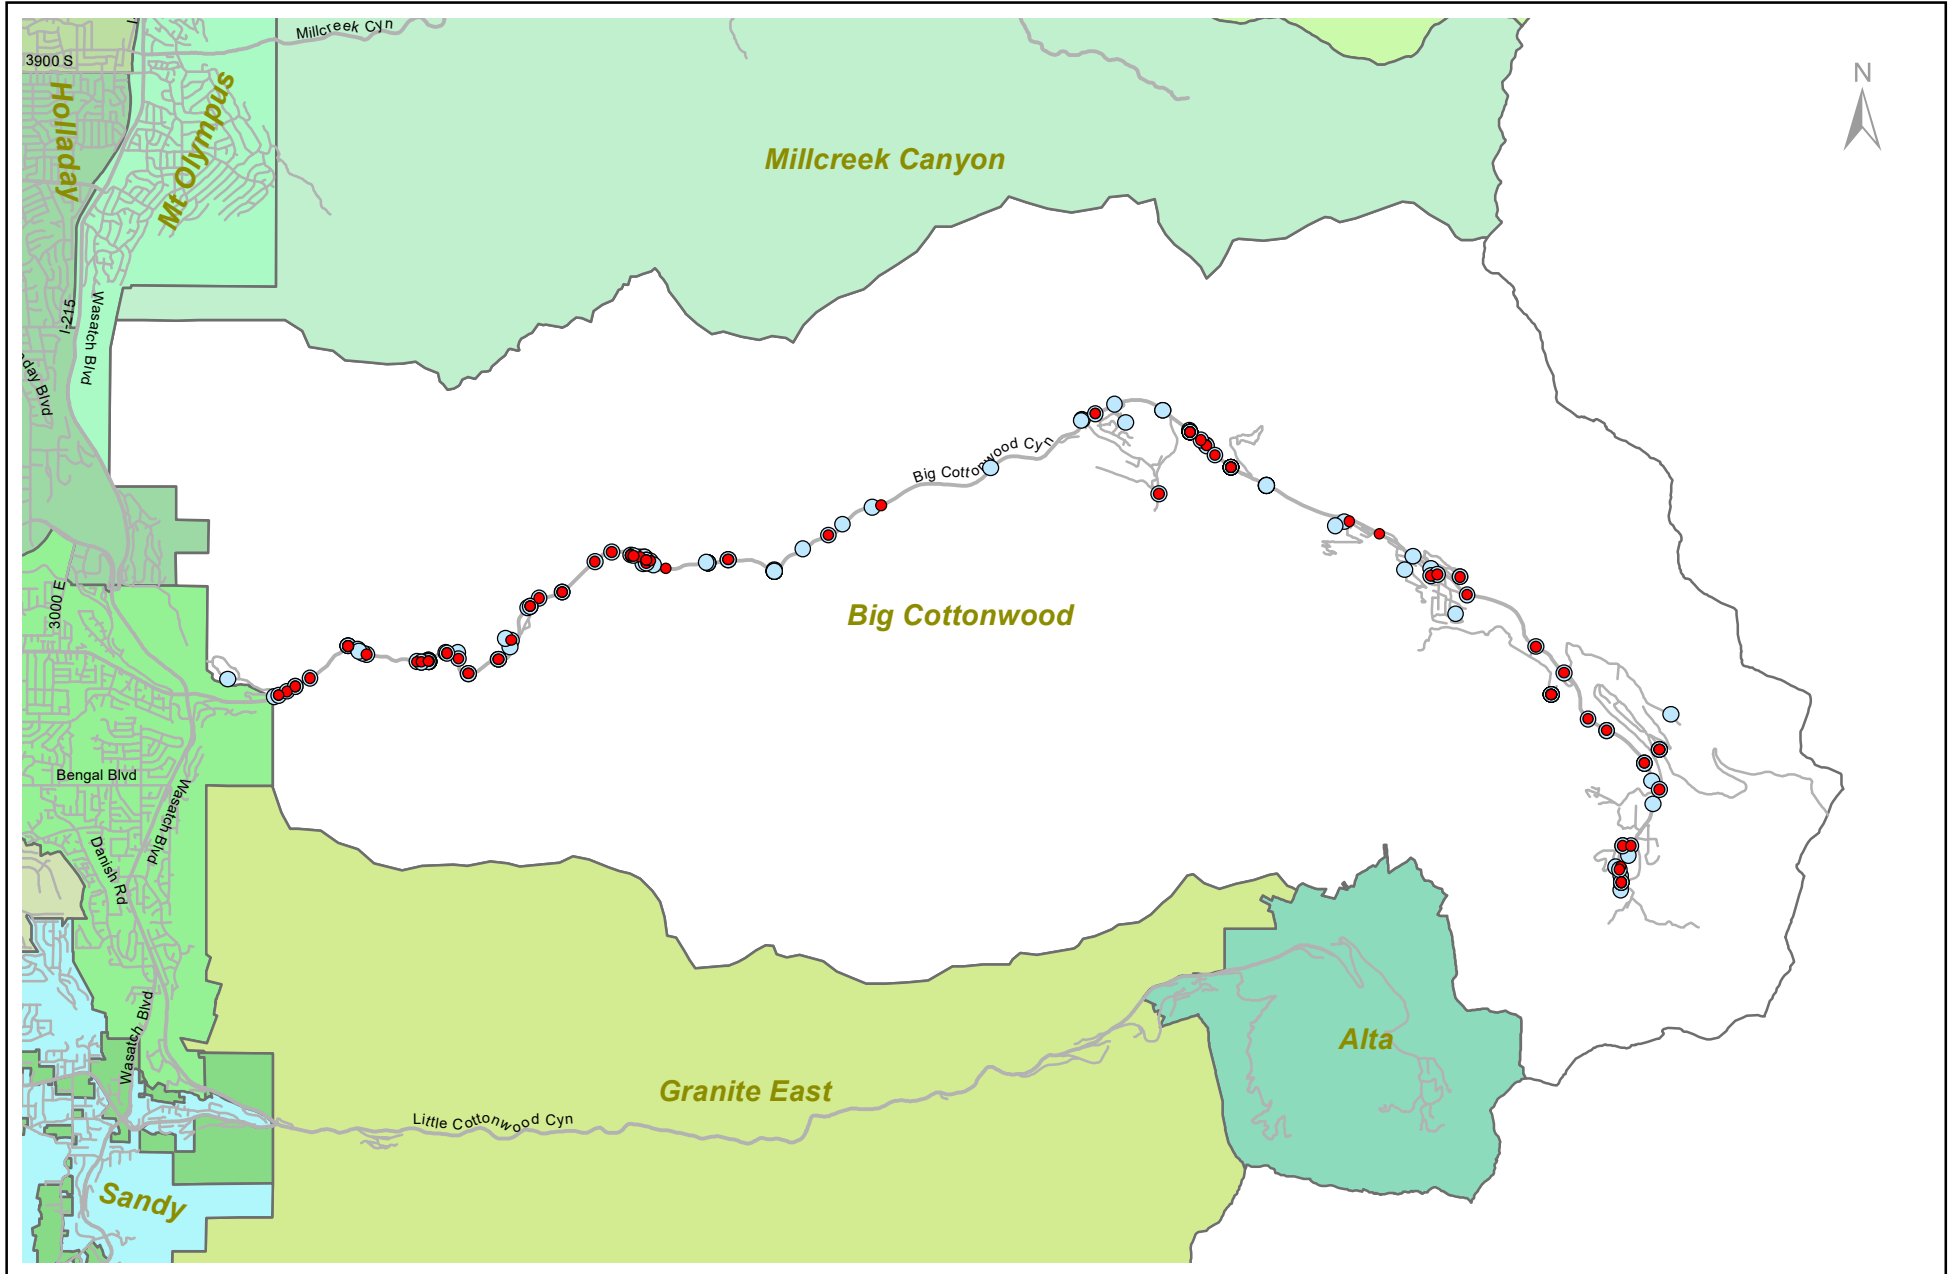 Millcreek Cyn
3900 S
N
Holladay
Mt Olympus
Millcreek Canyon
I-215
Wasatch Blvd
day Blvd
Big Cottonwood Cyn
3000 E
Big Cottonwood
Bengal Blvd
Wasatch Blvd
Danish Rd
Wasatch Blvd
Alta
Granite East
Little Cottonwood Cyn
Sandy